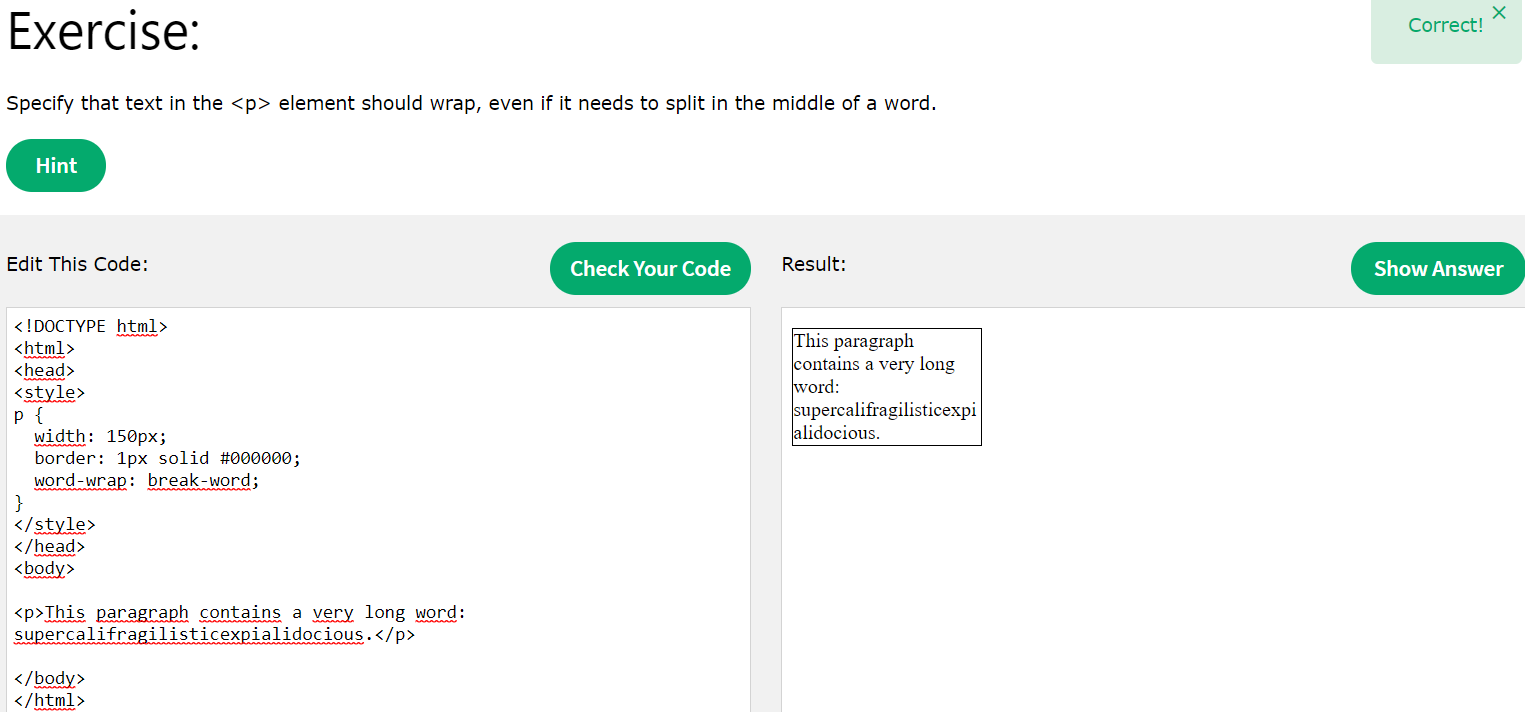 Exercise:
Correct!
×
Specify that text in the <p> element should wrap, even if it needs to split in the middle of a word.
Hint
Edit This Code:
Check Your Code
<!DOCTYPE html>
<html>
<head>
<style>
p {
  width: 150px;
  border: 1px solid #000000;
  word-wrap: break-word;
}
</style>
</head>
<body>

<p>This paragraph contains a very long word:
supercalifragilisticexpialidocious.</p>

</body>
</html>
Result:
Show Answer
This paragraph
contains a very long
word:
supercalifragilisticexpi
alidocious.